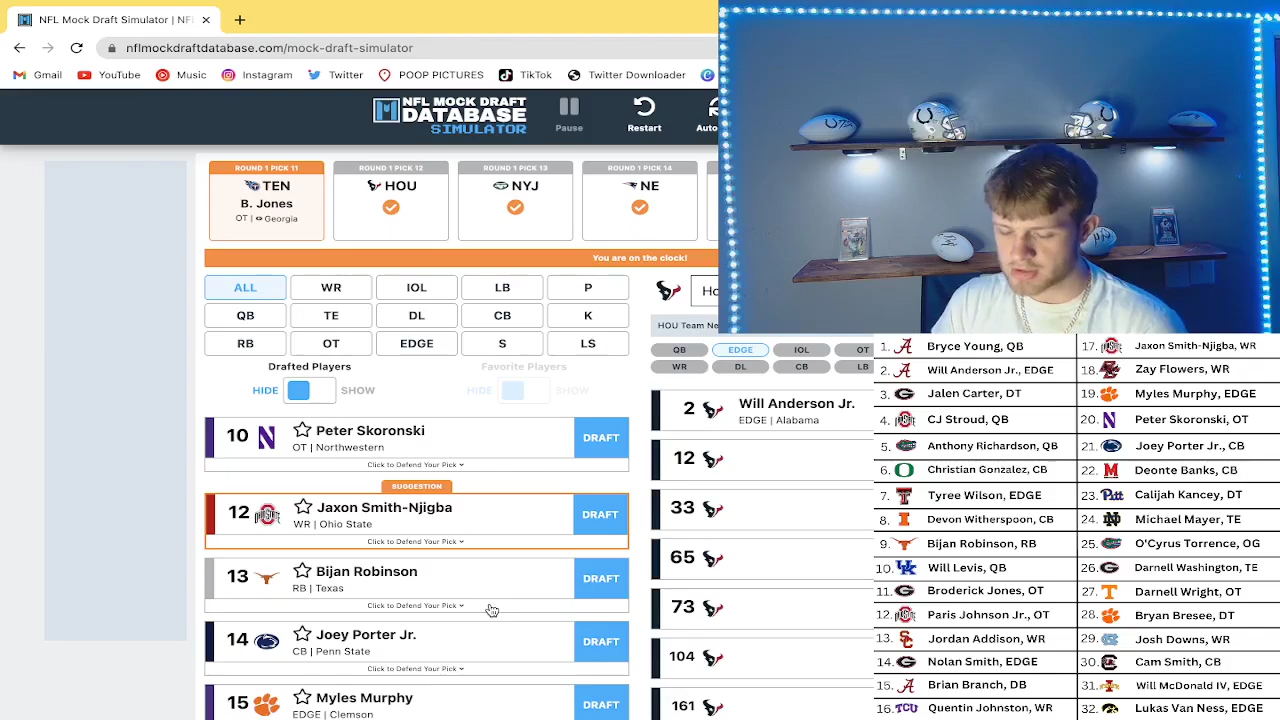 NFL Mock Draft Simulator | NFL
nflmockdraftdatabase.com/mock-draft-simulator
Gmail YouTube Music Instagram Twitter POOP PICTURES TikTok Twitter Downloader
NFL MOCK DRAFT
DATABASE
SIMULATOR
Pause Restart Auto
ROUND 1 PICK 11 ROUND 1 PICK 12 ROUND 1 PICK 13 ROUND 1 PICK 14
TEN HOU NYJ NE
B. Jones
OT | Georgia
You are on the clock!
ALL WR IOL LB P
QB TE DL CB K
RB OT EDGE S LS
Drafted Players Favorite Players
HIDE SHOW HIDE SHOW
10 Peter Skoronski DRAFT
OT | Northwestern
Click to Defend Your Pick
SUGGESTION
12 Jaxon Smith-Njigba DRAFT
WR | Ohio State
Click to Defend Your Pick
13 Bijan Robinson DRAFT
RB | Texas
Click to Defend Your Pick
14 Joey Porter Jr. DRAFT
CB | Penn State
Click to Defend Your Pick
15 Myles Murphy DRAFT
EDGE | Clemson
Ho
HOU Team Ne
QB EDGE IOL OT
WR DL CB LB
2 Will Anderson Jr.
EDGE | Alabama
12
33
65
73
104
161
1. Bryce Young, QB
2. Will Anderson Jr., EDGE
3. Jalen Carter, DT
4. CJ Stroud, QB
5. Anthony Richardson, QB
6. Christian Gonzalez, CB
7. Tyree Wilson, EDGE
8. Devon Witherspoon, CB
9. Bijan Robinson, RB
10. Will Levis, QB
11. Broderick Jones, OT
12. Paris Johnson Jr., OT
13. Jordan Addison, WR
14. Nolan Smith, EDGE
15. Brian Branch, DB
16. TCU Quentin Johnston, WR
17. Jaxon Smith-Njigba, WR
18. Zay Flowers, WR
19. Myles Murphy, EDGE
20. Peter Skoronski, OT
21. Joey Porter Jr., CB
22. Deonte Banks, CB
23. Pitt Calijah Kancey, DT
24. Michael Mayer, TE
25. O'Cyrus Torrence, OG
26. Darnell Washington, TE
27. Darnell Wright, OT
28. Bryan Bresee, DT
29. Josh Downs, WR
30. Cam Smith, CB
31. Will McDonald IV, EDGE
32. Lukas Van Ness, EDGE